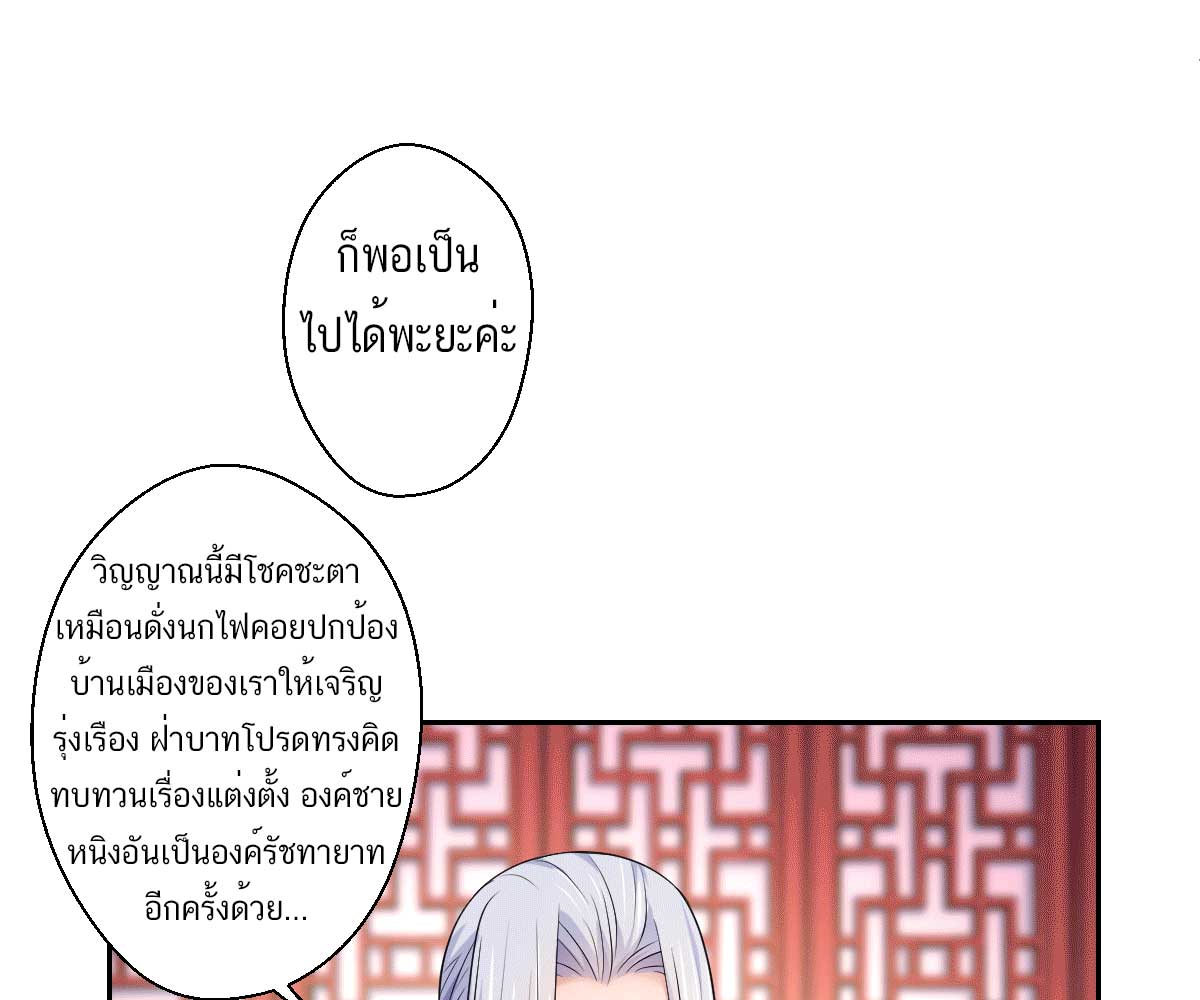 ก็พอเป็น
ไปได้พะยะค่ะ
วิญญาณนี้มีโชคชะตา
เหมือนดั่งนกไฟคอยปกป้อง
บ้านเมืองของเราให้เจริญ
รุ่งเรือง ฝ่าบาทโปรดทรงคิด
ทบทวนเรื่องแต่งตั้ง องค์ชาย
หนิงอันเป็นองค์รัชทายาท
อีกครั้งด้วย...